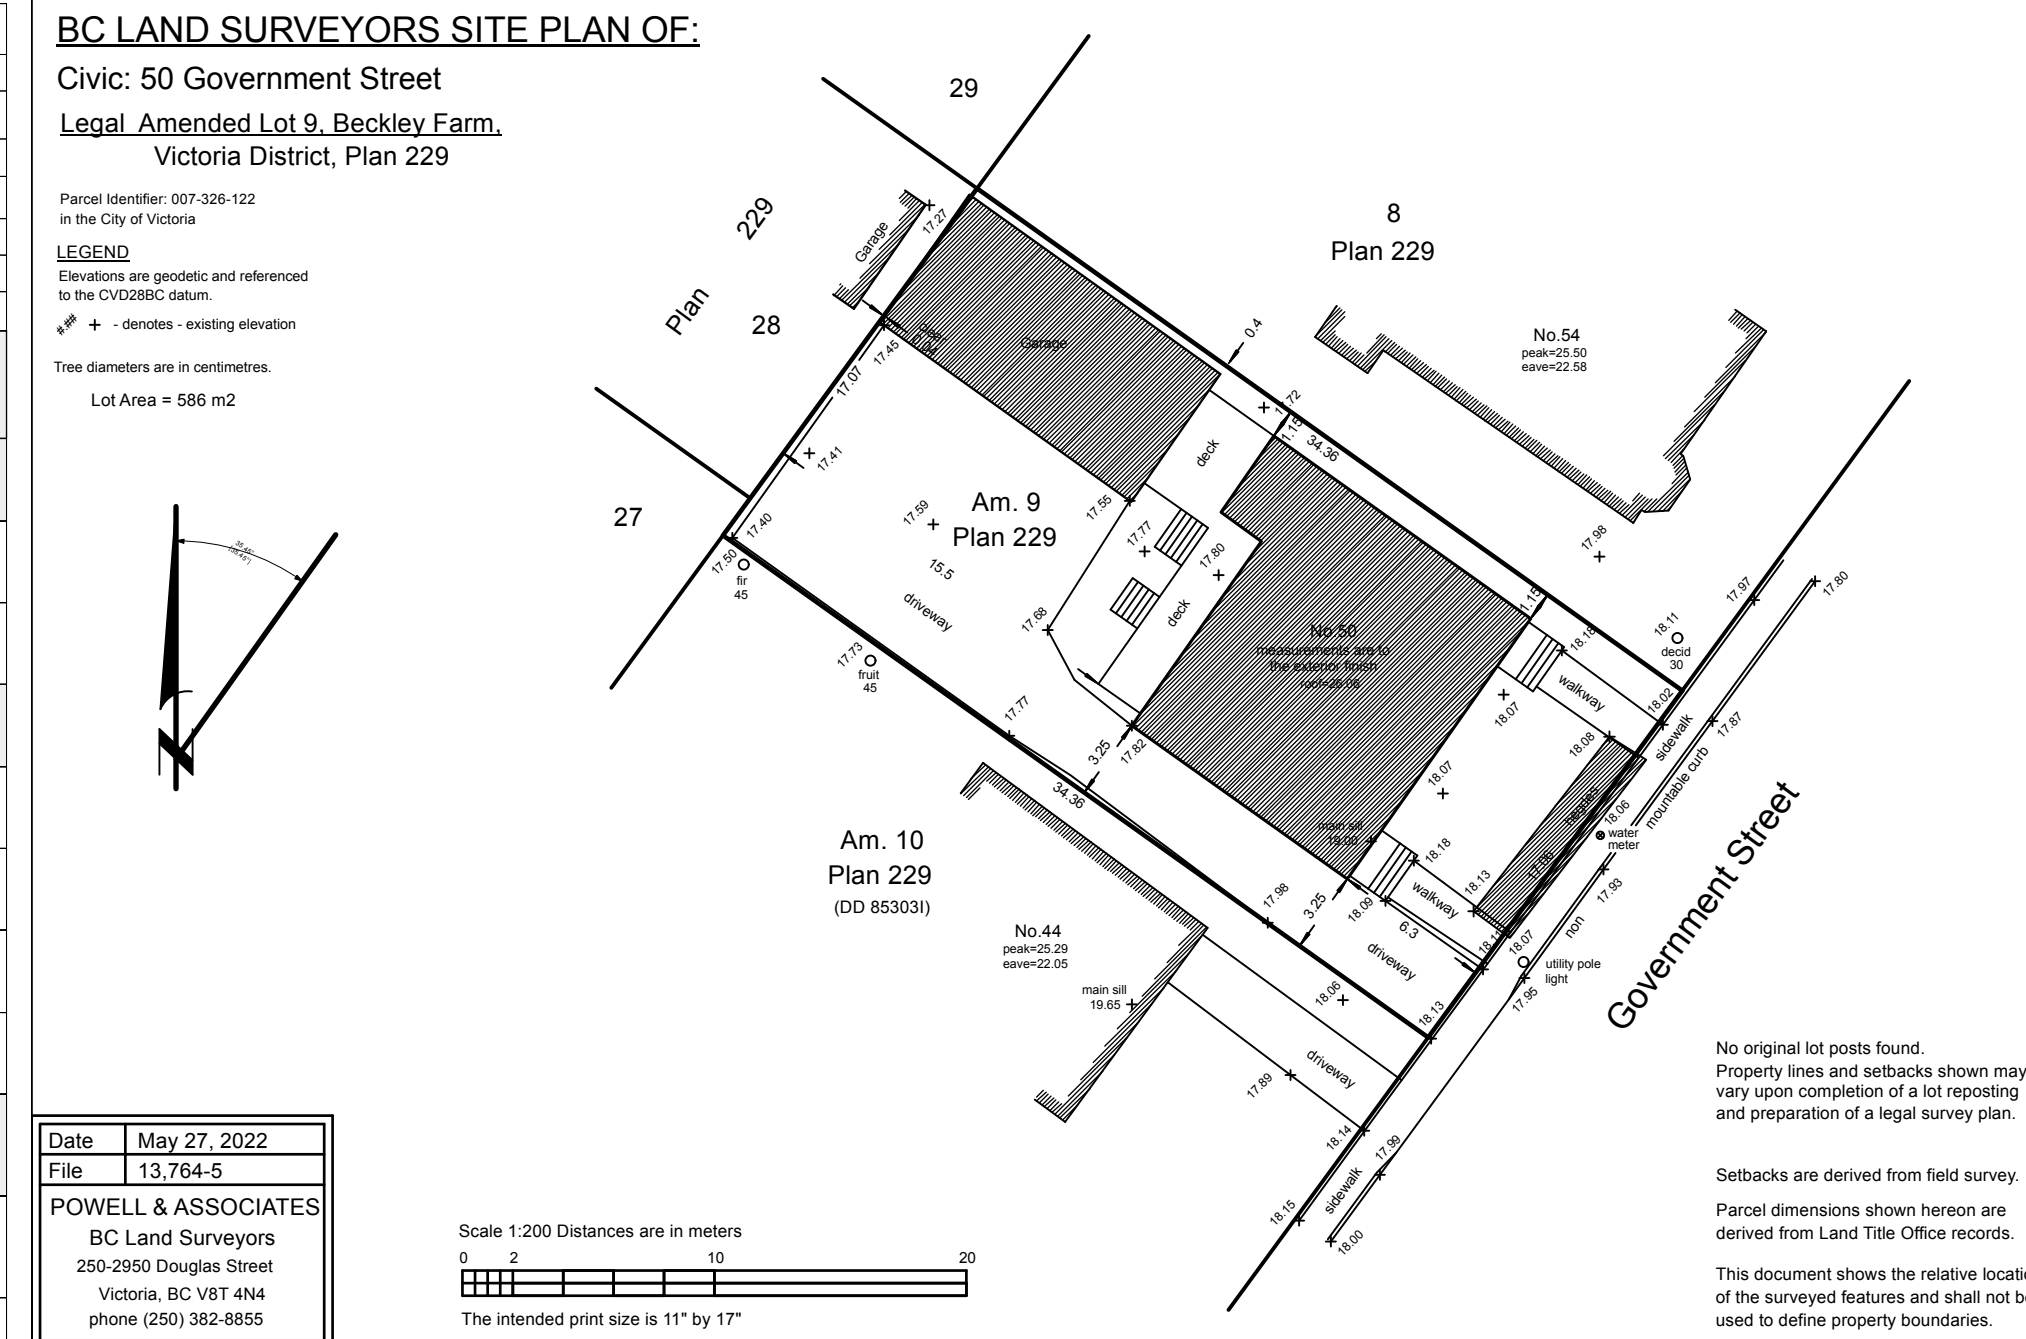 BC LAND SURVEYORS SITE PLAN OF:
Civic: 50 Government Street
Legal Amended Lot 9, Beckley Farm,
Victoria District, Plan 229
Parcel Identifier: 007-326-122
in the City of Victoria
LEGEND
Elevations are geodetic and referenced
to the CVD28BC datum.
#.## + - denotes - existing elevation
Tree diameters are in centimetres.
Lot Area = 586 m2
29
8
Plan 229
Plan 229
28
27
Garage
17.27
Garage
clear
0.04
17.45
17.07
17.41
17.40
17.50
fir
45
17.59
15.5
driveway
17.73
fruit
45
Am. 9
Plan 229
17.55
17.68
17.77
17.80
deck
deck
0.4
1.15
34.36
No.54
peak=25.50
eave=22.58
17.98
No.50
measurements are to
the exterior finish
1.15
18.18
walkway
18.07
18.02
18.11
decid
30
17.97
17.80
17.87
sidewalk
mountable curb
18.08
18.07
18.06
water
meter
17.93
non
main sill
19.00
18.18
walkway
18.13
18.09
6.3
18.07
utility pole
light
17.95
Government Street
17.77
17.82
3.25
34.36
17.98
3.25
driveway
18.06
18.13
Am. 10
Plan 229
(DD 85303I)
No.44
peak=25.29
eave=22.05
main sill
19.65
driveway
17.89
18.14
17.99
sidewalk
18.15
18.00
No original lot posts found.
Property lines and setbacks shown may
vary upon completion of a lot reposting
and preparation of a legal survey plan.
Setbacks are derived from field survey.
Parcel dimensions shown hereon are
derived from Land Title Office records.
This document shows the relative locati
of the surveyed features and shall not b
used to define property boundaries.
Date May 27, 2022
File 13,764-5
POWELL & ASSOCIATES
BC Land Surveyors
250-2950 Douglas Street
Victoria, BC V8T 4N4
phone (250) 382-8855
Scale 1:200 Distances are in meters
0 2 10 20
The intended print size is 11" by 17"